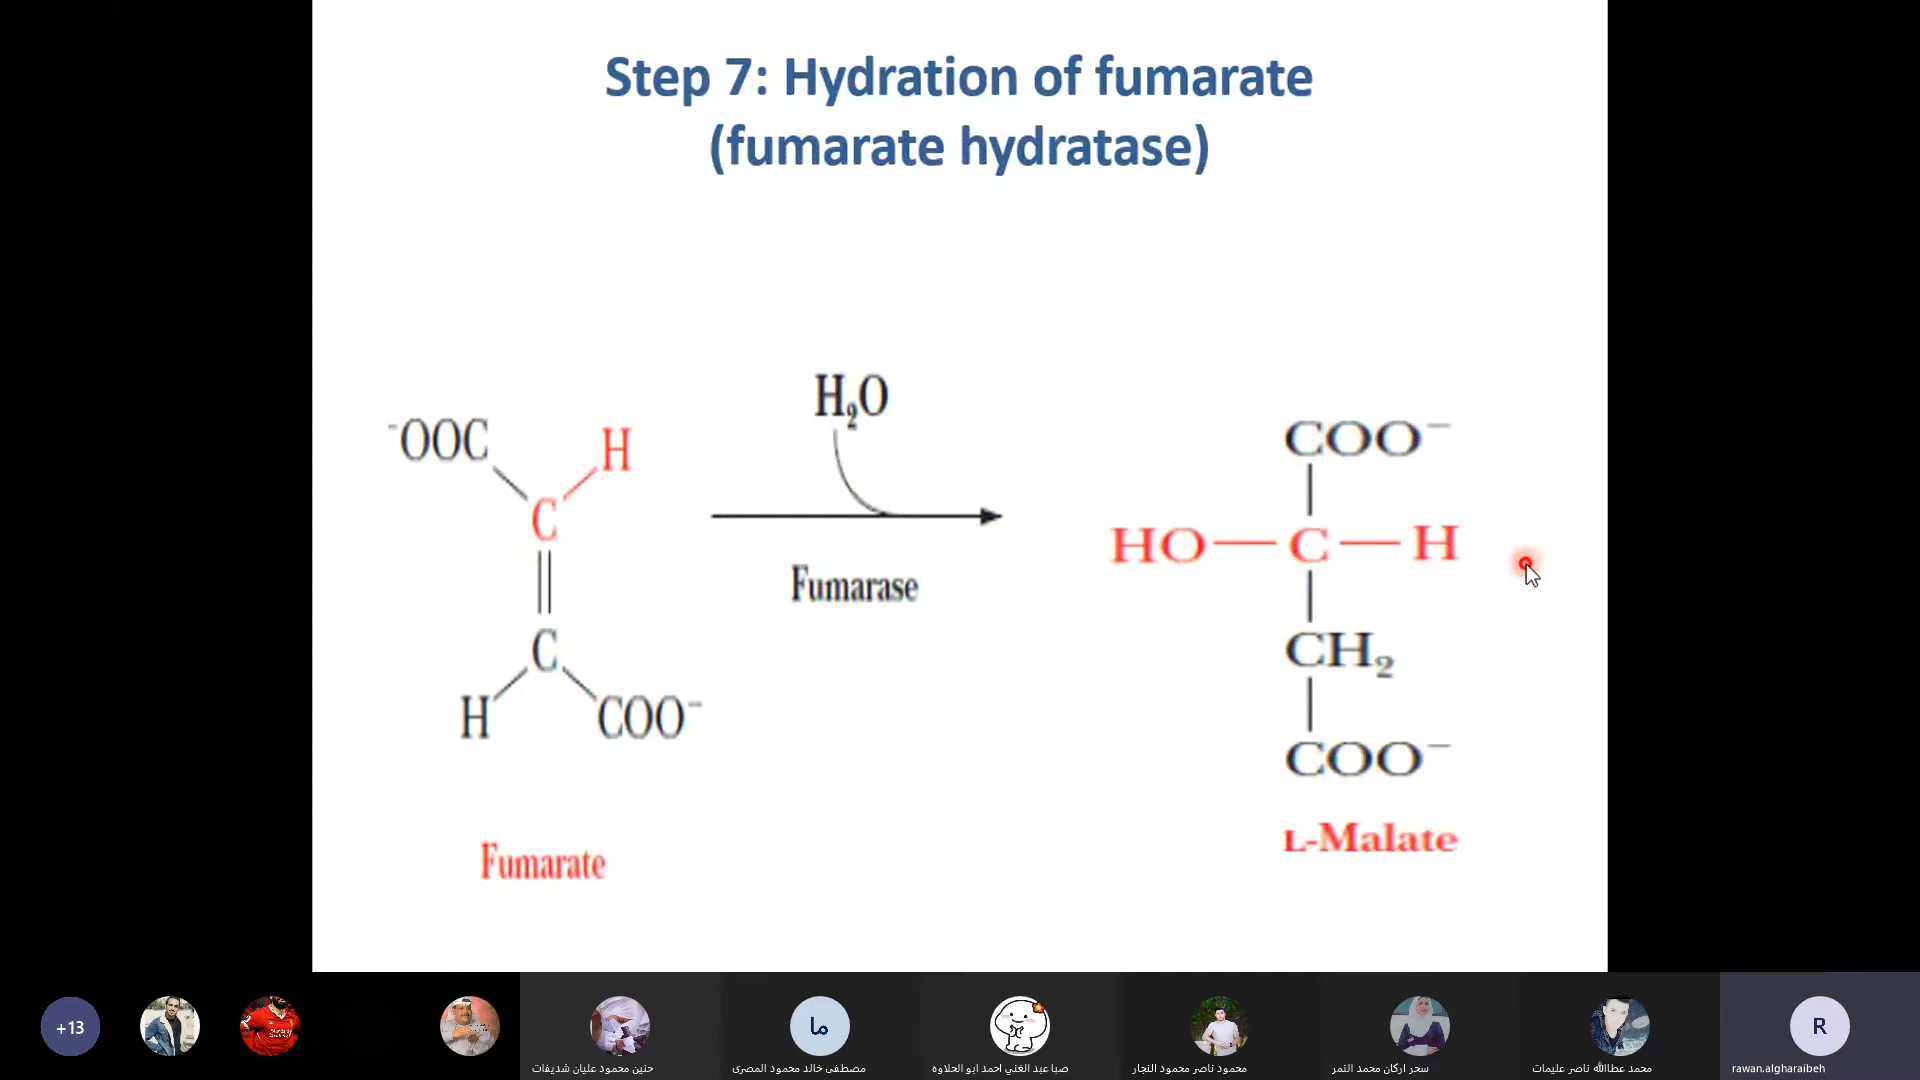 Step 7: Hydration of fumarate
(fumarate hydratase)
H₂O
⁻OOC
H
C
C
H
COO⁻
Fumarase
COO⁻
HO—C—H
CH₂
COO⁻
Fumarate
L-Malate
+13
حنين محمود عليان شديفات
ما
مصطفى خالد محمود المصرى
صبا عبد الغني احمد ابو الحلاوه
محمود ناصر محمود النجار
سحر اركان محمد النمر
محمد عطاالله ناصر عليمات
R
rawan.algharaibeh